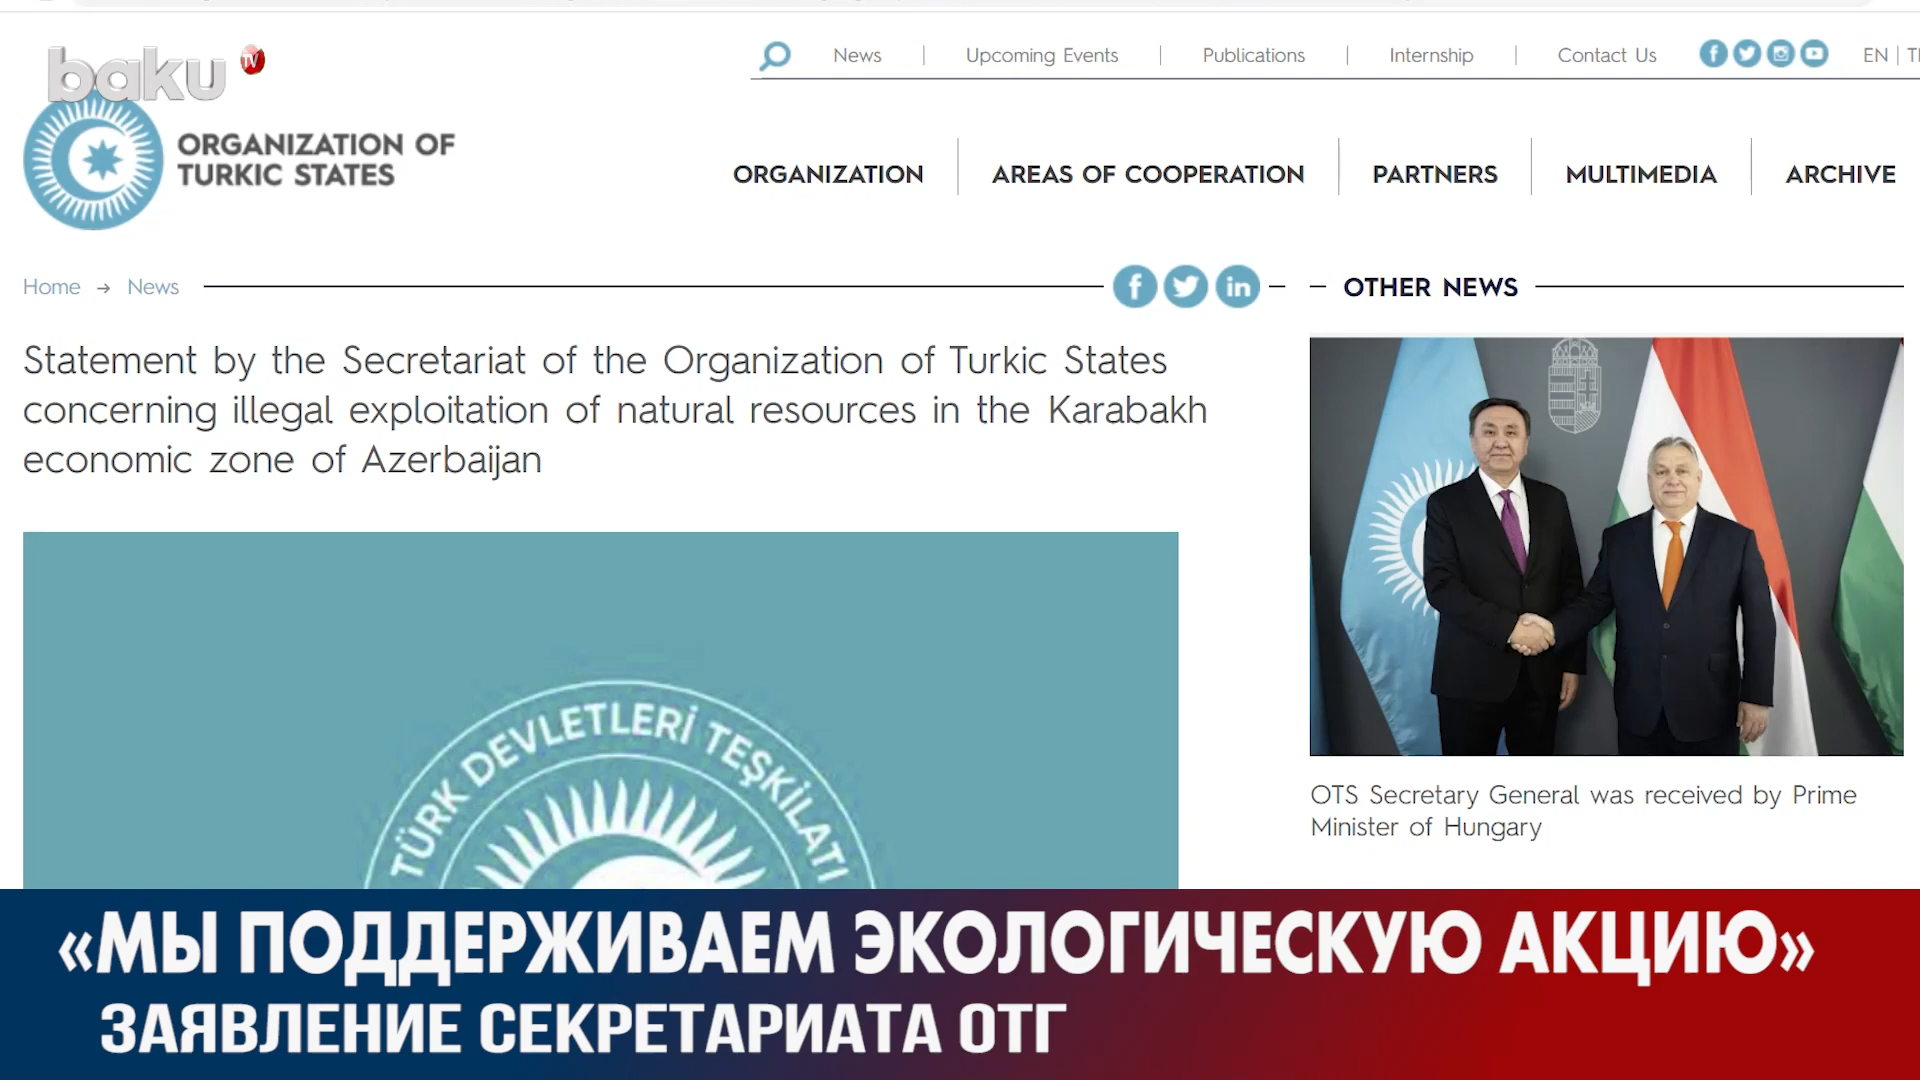 baku TV
News
Upcoming Events
Publications
Internship
Contact Us
EN
ORGANIZATION OF
TURKIC STATES
ORGANIZATION
AREAS OF COOPERATION
PARTNERS
MULTIMEDIA
ARCHIVE
Home → News
OTHER NEWS
Statement by the Secretariat of the Organization of Turkic States
concerning illegal exploitation of natural resources in the Karabakh
economic zone of Azerbaijan
TÜRK DEVLETLERİ TEŞKİLATI
OTS Secretary General was received by Prime
Minister of Hungary
«МЫ ПОДДЕРЖИВАЕМ ЭКОЛОГИЧЕСКУЮ АКЦИЮ»
ЗАЯВЛЕНИЕ СЕКРЕТАРИАТА ОТГ